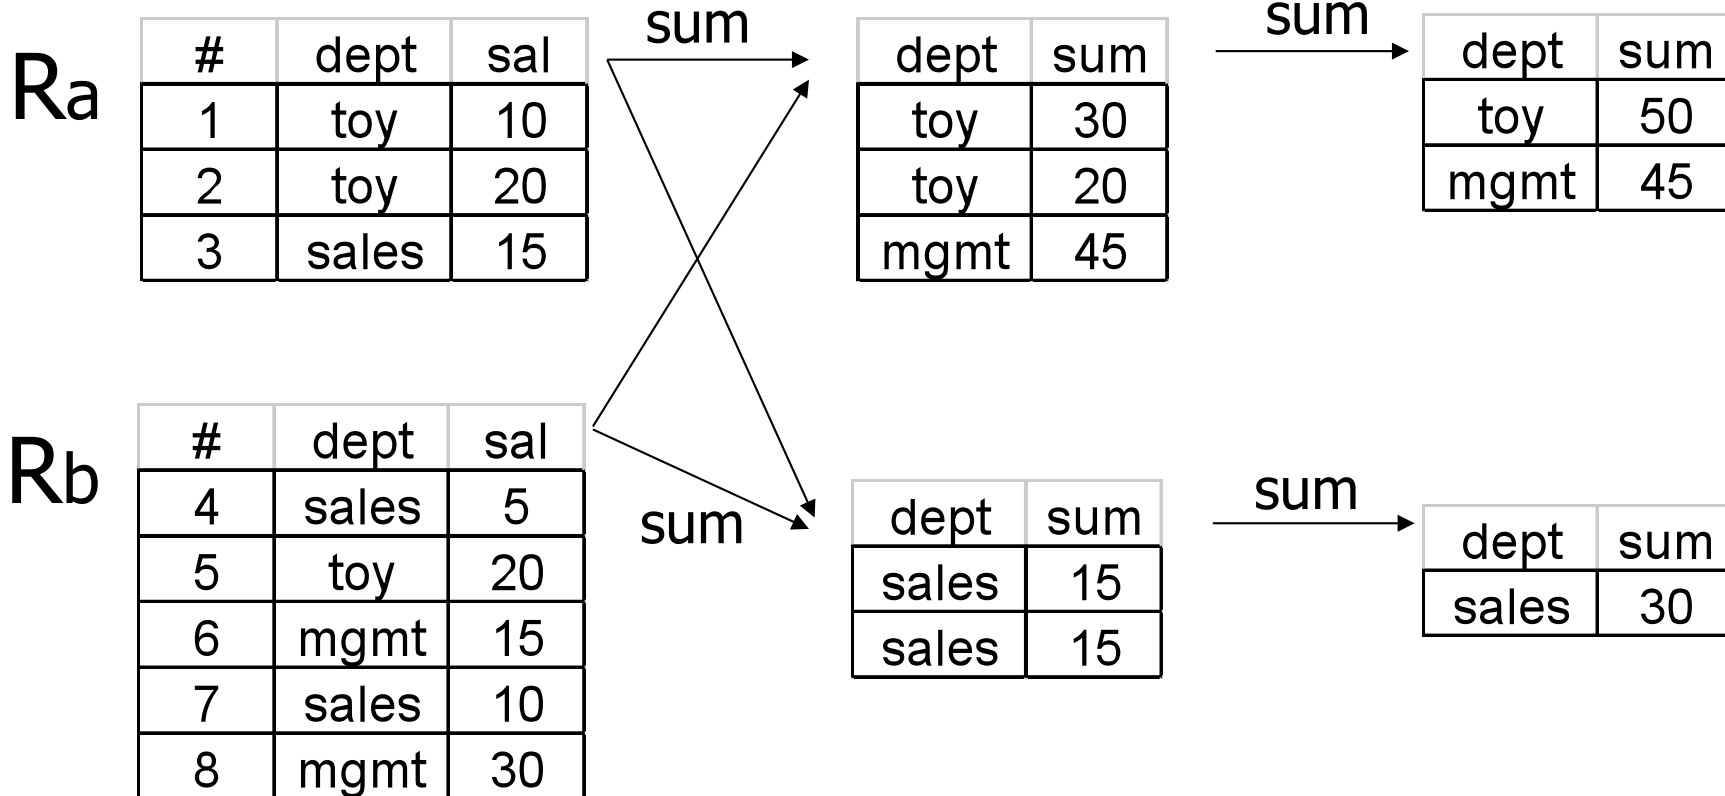 Ra
# dept sal
1 toy 10
2 toy 20
3 sales 15
sum
dept sum
toy 30
toy 20
mgmt 45
sum
dept sum
toy 50
mgmt 45
Rb
# dept sal
4 sales 5
5 toy 20
6 mgmt 15
7 sales 10
8 mgmt 30
sum
dept sum
sales 15
sales 15
sum
dept sum
sales 30